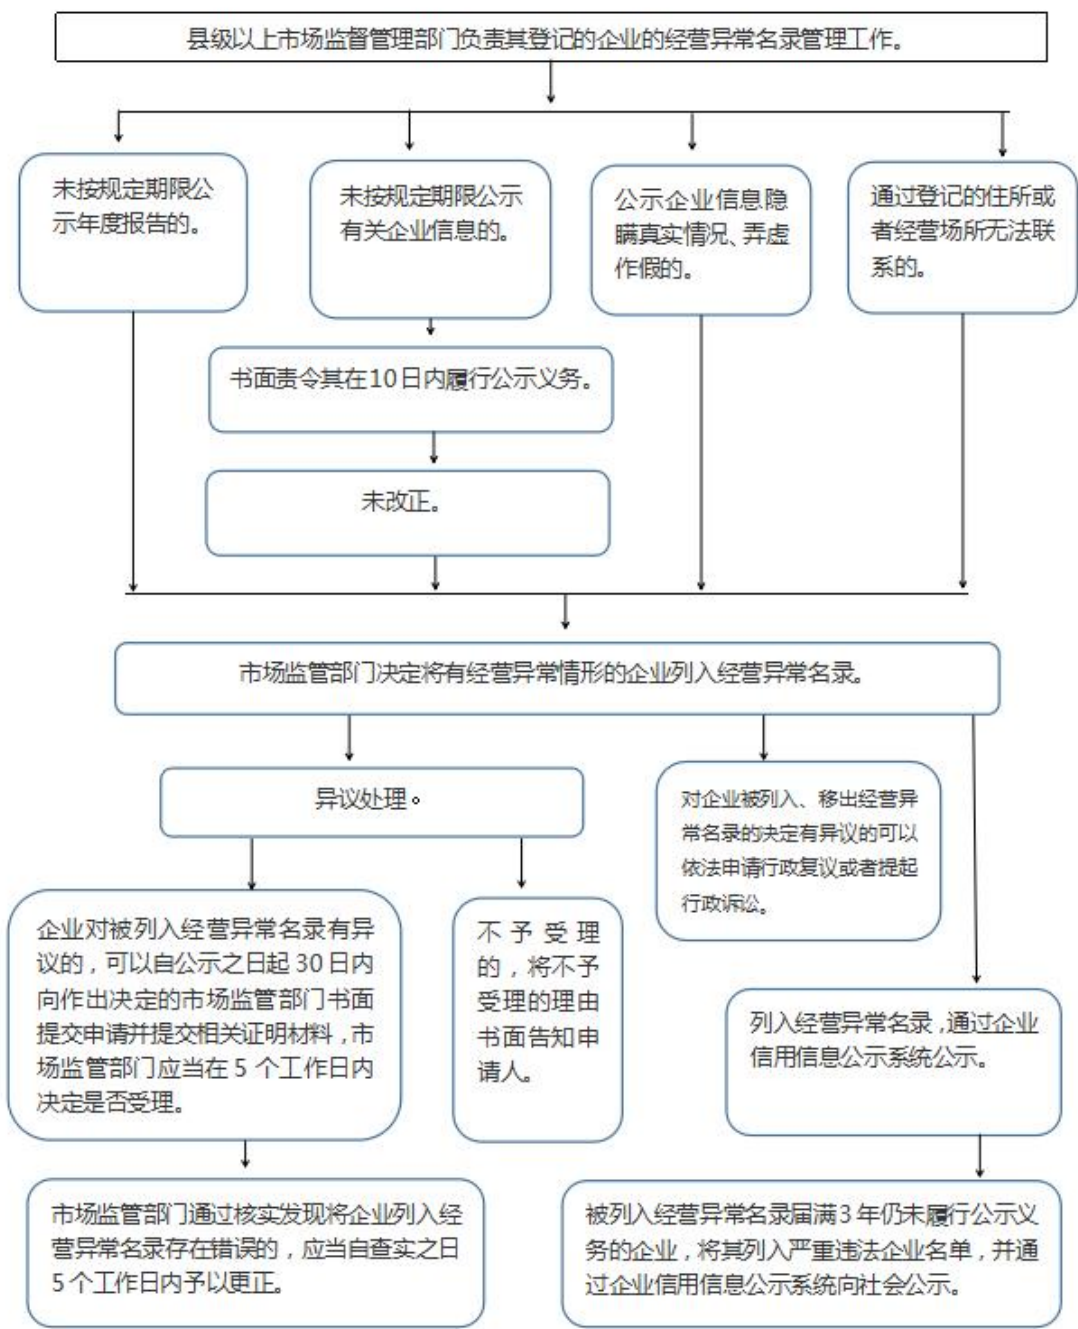 县级以上市场监督管理部门负责其登记的企业的经营异常名录管理工作。
未按规定期限公
示年度报告的。
未按规定期限公示
有关企业信息的。
公示企业信息隐
瞒真实情况、弄虚
作假的。
通过登记的住所或
者经营场所无法联
系的。
书面责令其在10日内履行公示义务。
未改正。
市场监管部门决定将有经营异常情形的企业列入经营异常名录。
异议处理。
对企业被列入、移出经营异
常名录的决定有异议的可以
依法申请行政复议或者提起
行政诉讼。
企业对被列入经营异常名录有异
议的，可以自公示之日起30日内
向作出决定的市场监管部门书面
提交申请并提交相关证明材料，市
场监管部门应当在5个工作日内
决定是否受理。
不予受理
的，将不予
受理的理由
书面告知申
请人。
列入经营异常名录，通过企业
信用信息公示系统公示。
市场监管部门通过核实发现将企业列入经
营异常名录存在错误的，应当自查实之日
5个工作日内予以更正。
被列入经营异常名录届满3年仍未履行公示义
务的企业，将其列入严重违法企业名单，并通
过企业信用信息公示系统向社会公示。